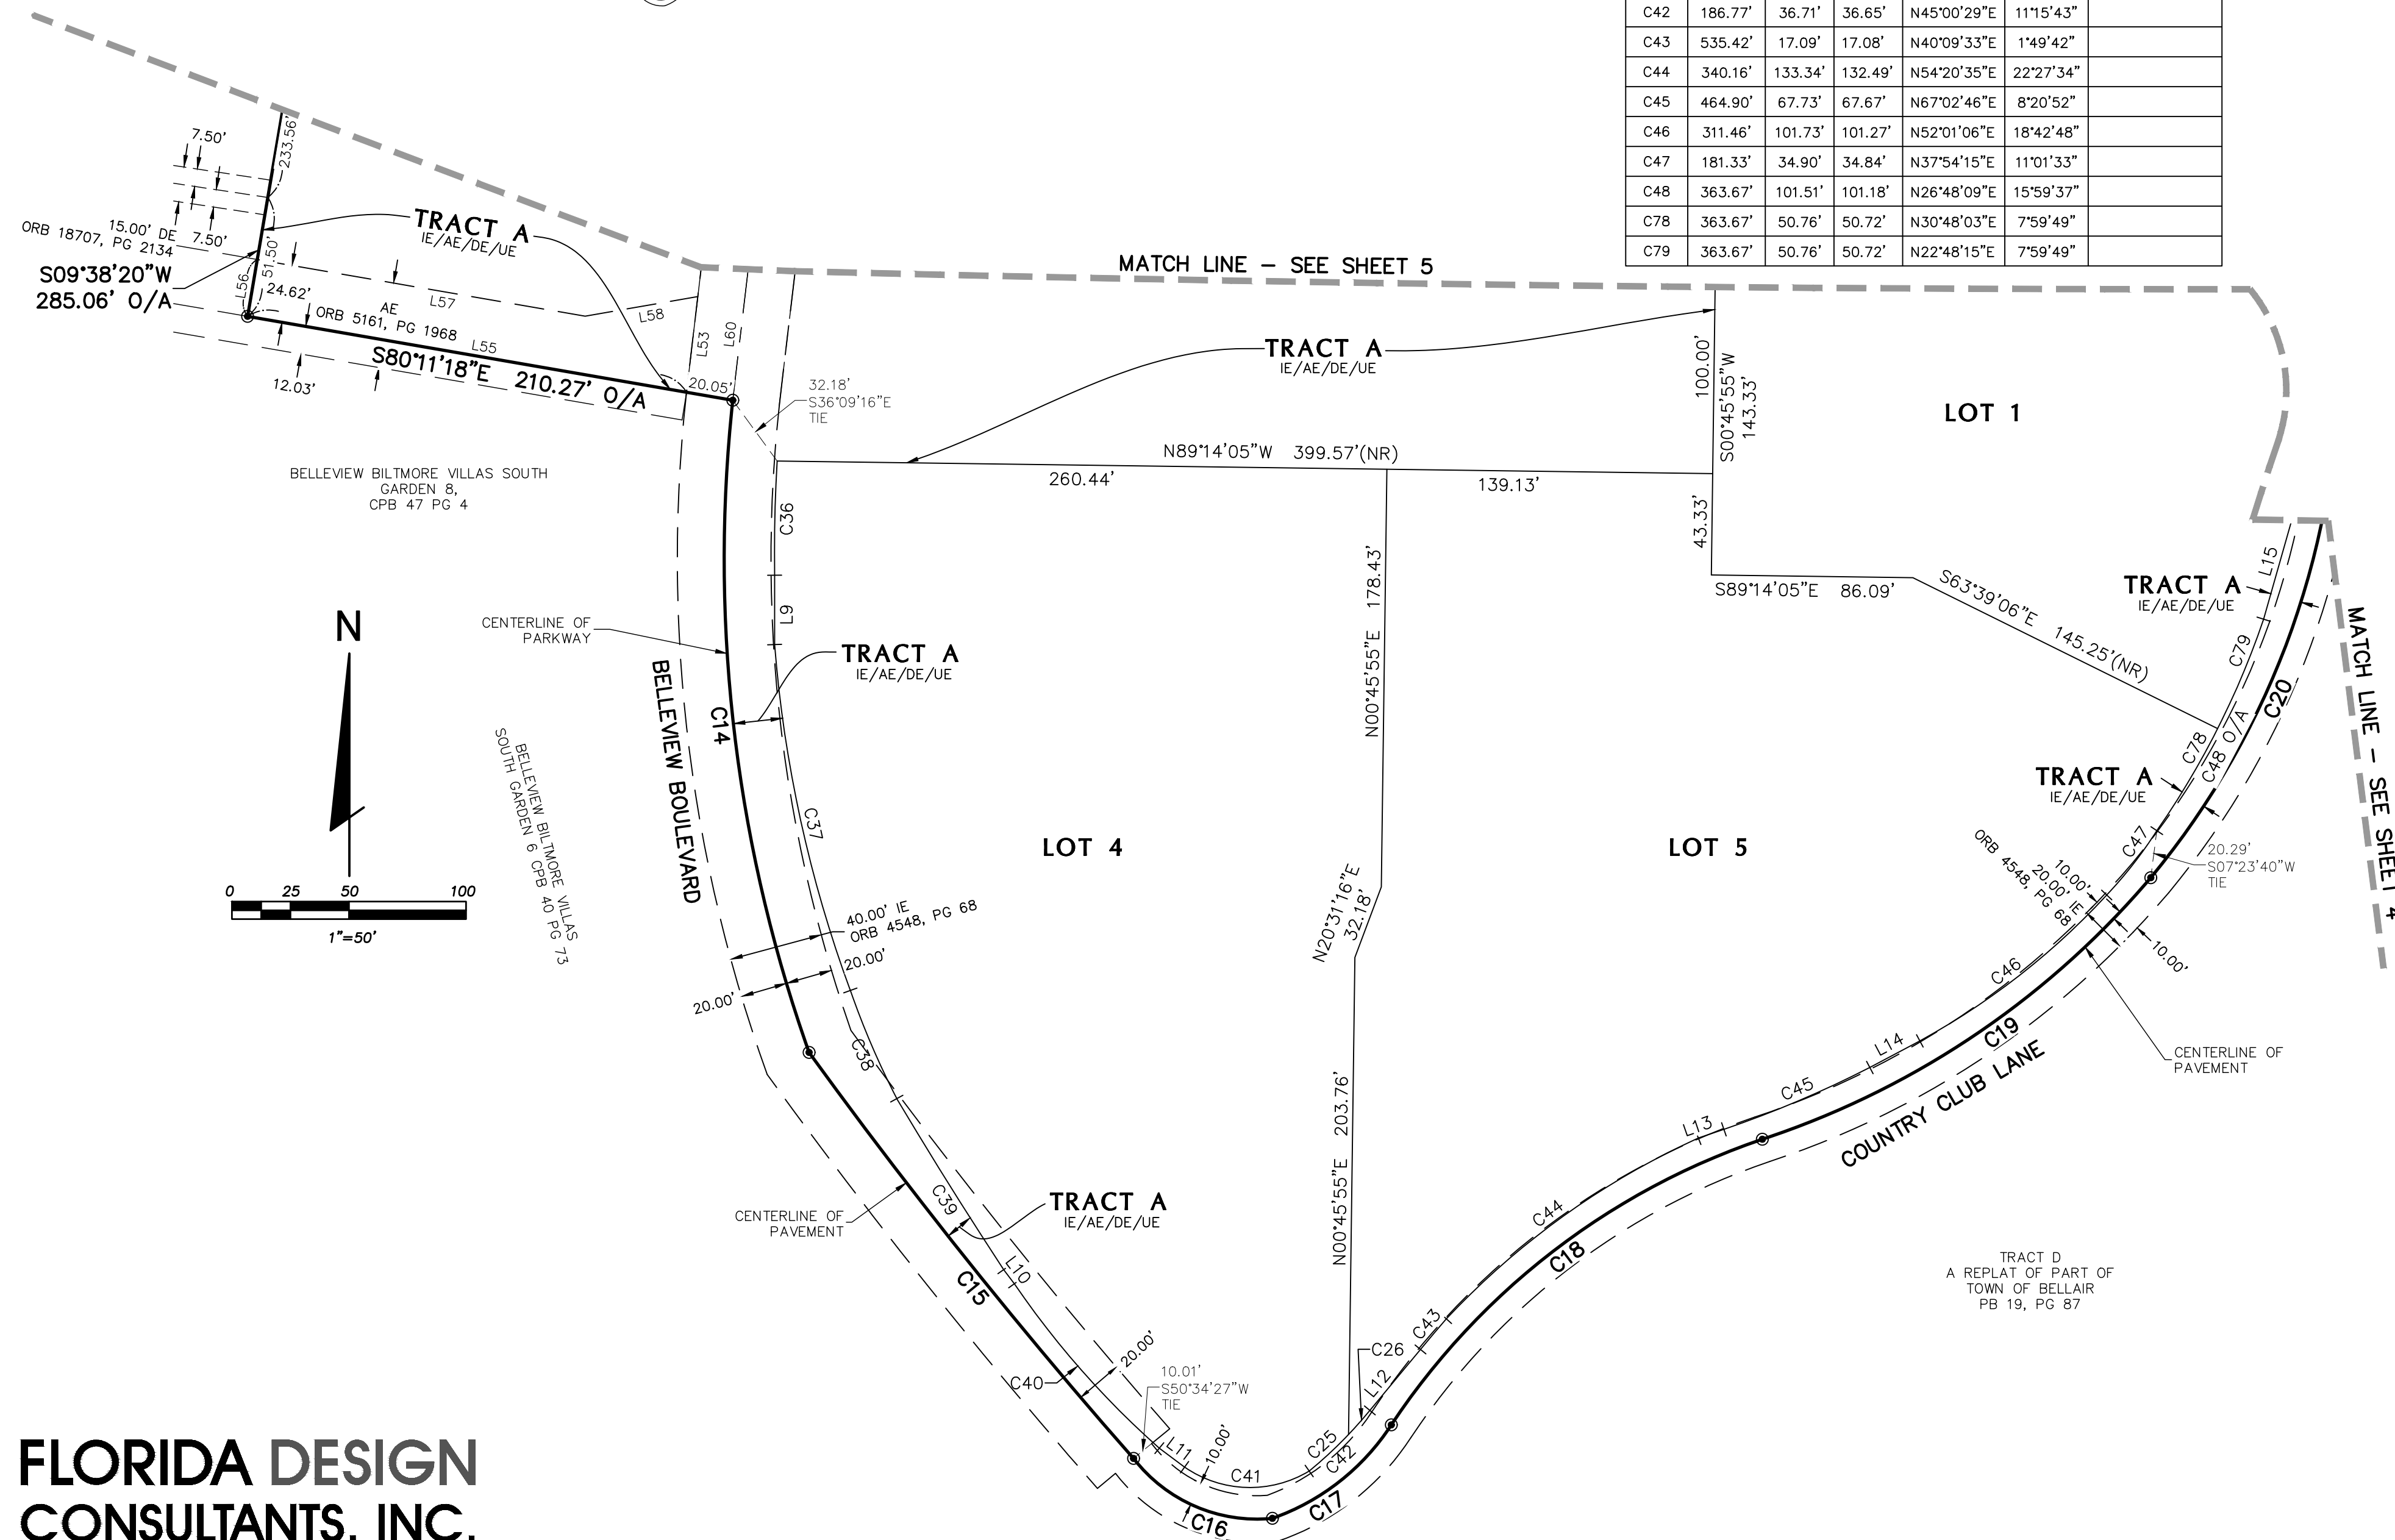 C42 186.77' 36.71' 36.65' N45°00'29"E 11°15'43"
C43 535.42' 17.09' 17.08' N40°09'33"E 1°49'42"
C44 340.16' 133.34' 132.49' N54°20'35"E 22°27'34"
C45 464.90' 67.73' 67.67' N67°02'46"E 8°20'52"
C46 311.46' 101.73' 101.27' N52°01'06"E 18°42'48"
C47 181.33' 34.90' 34.84' N37°54'15"E 11°01'33"
C48 363.67' 101.51' 101.18' N26°48'09"E 15°59'37"
C78 363.67' 50.76' 50.72' N30°48'03"E 7°59'49"
C79 363.67' 50.76' 50.72' N22°48'15"E 7°59'49"
7.50'
233.56'
15.00' DE
ORB 18707, PG 2134
7.50'
S09°38'20"W
285.06' O/A
L56
51.50'
24.62'
TRACT A
IE/AE/DE/UE
AE
ORB 5161, PG 1968
L57
L58
L55
S80°11'18"E 210.27' O/A
12.03'
L53
L60
20.05'
32.18'
S36°09'16"E
TIE
MATCH LINE – SEE SHEET 5
TRACT A
IE/AE/DE/UE
100.00'
S00°45'55"W
143.33'
LOT 1
N89°14'05"W 399.57'(NR)
260.44'
139.13'
43.33'
S89°14'05"E 86.09'
S63°39'06"E 145.25'(NR)
BELLEVIEW BILTMORE VILLAS SOUTH
GARDEN 8,
CPB 47 PG 4
C36
L9
CENTERLINE OF
PARKWAY
TRACT A
IE/AE/DE/UE
N
BELLEVIEW BOULEVARD
C14
BELLEVIEW BILTMORE VILLAS
SOUTH GARDEN 6 CPB 40 PG 73
0 25 50 100
1"=50'
C37
40.00' IE
ORB 4548, PG 68
20.00'
20.00'
C38
LOT 4
N00°45'55"E 178.43'
N20°31'16"E
32.18'
N00°45'55"E 203.76'
LOT 5
L15
TRACT A
IE/AE/DE/UE
C79
C20
MATCH LINE – SEE SHEET 4
C78
C48 O/A
TRACT A
IE/AE/DE/UE
C47
20.29'
S07°23'40"W
TIE
10.00'
20.00' IE
ORB 4548, PG 68
10.00'
C46
C19
L14
CENTERLINE OF
PAVEMENT
C45
L13
COUNTRY CLUB LANE
C44
C18
CENTERLINE OF
PAVEMENT
C39
TRACT A
IE/AE/DE/UE
L10
C15
TRACT D
A REPLAT OF PART OF
TOWN OF BELLAIR
PB 19, PG 87
C43
C26
L12
20.00'
C40
10.01'
S50°34'27"W
TIE
L11
10.00'
C41
C25
C42
C17
C16
FLORIDA DESIGN
CONSULTANTS, INC.